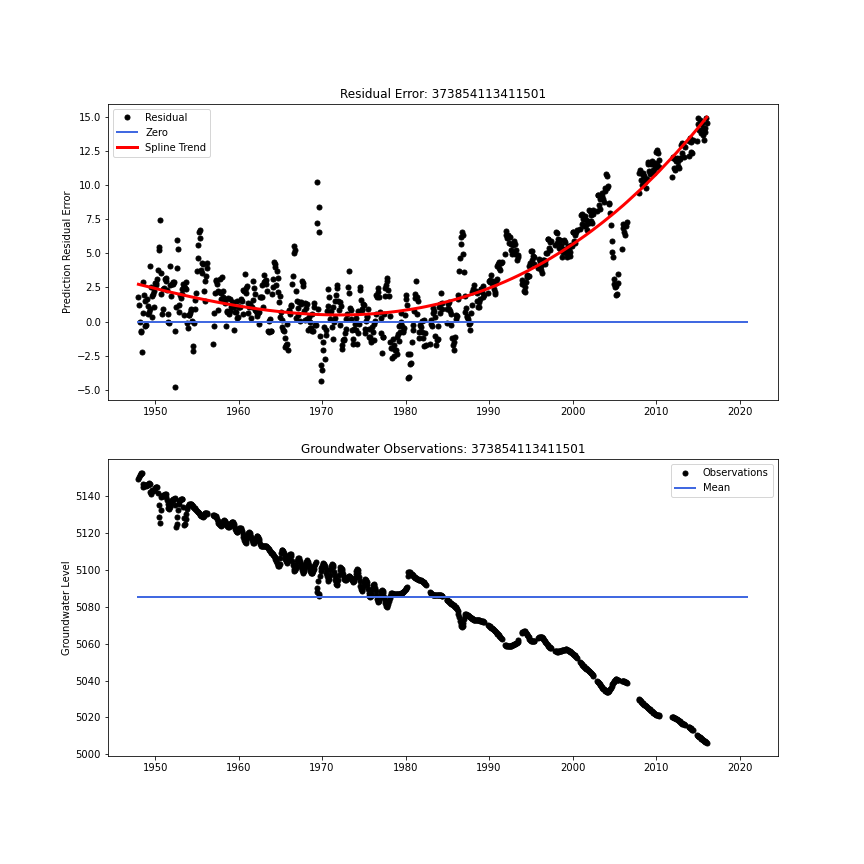 Residual Error: 373854113411501
Residual
Zero
Spline Trend
Prediction Residual Error
15.0
12.5
10.0
7.5
5.0
2.5
0.0
−2.5
−5.0
1950 1960 1970 1980 1990 2000 2010 2020
Groundwater Observations: 373854113411501
Observations
Mean
Groundwater Level
5140
5120
5100
5080
5060
5040
5020
5000
1950 1960 1970 1980 1990 2000 2010 2020